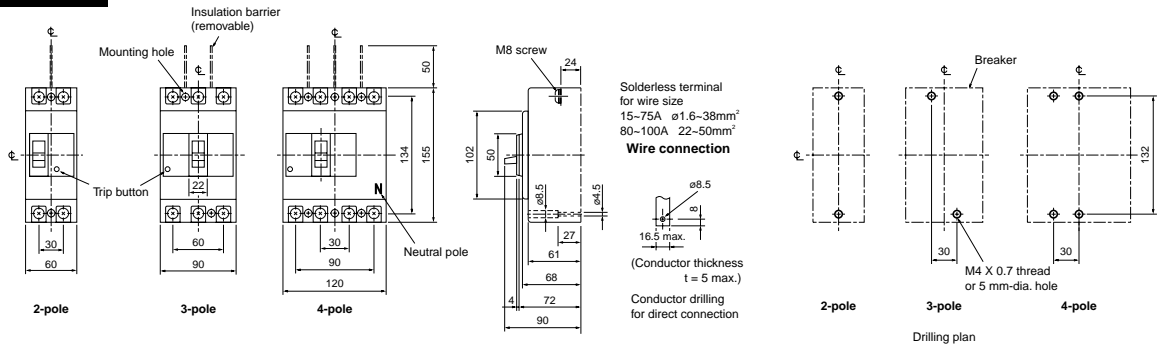 Insulation barrier
(removable)
Mounting hole
50
134
155
22
Trip button
N
Neutral pole
30
60
60
90
30
90
120
2-pole
3-pole
4-pole
M8 screw
24
102
50
ø8.5
ø4.5
27
61
68
4
72
90
Solderless terminal
for wire size
15~75A ø1.6~38mm²
80~100A 22~50mm²
Wire connection
ø8.5
8
16.5 max.
(Conductor thickness
t = 5 max.)
Conductor drilling
for direct connection
Breaker
132
30
30
M4 X 0.7 thread
or 5 mm-dia. hole
2-pole
3-pole
4-pole
Drilling plan